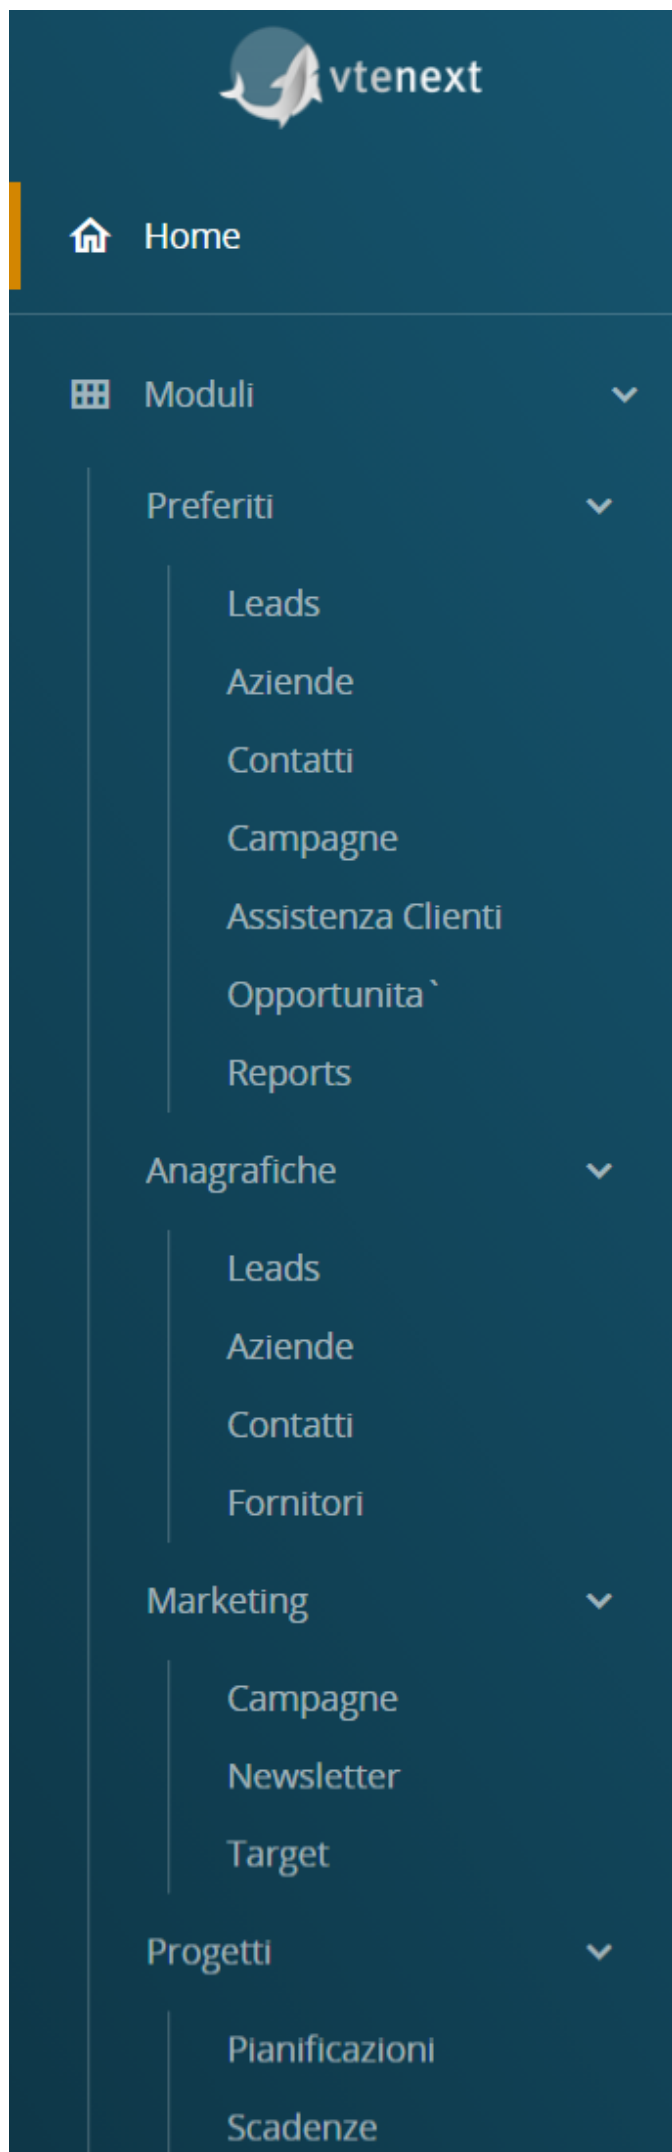 vtenext
Home
Moduli
Preferiti
Leads
Aziende
Contatti
Campagne
Assistenza Clienti
Opportunita`
Reports
Anagrafiche
Leads
Aziende
Contatti
Fornitori
Marketing
Campagne
Newsletter
Target
Progetti
Pianificazioni
Scadenze